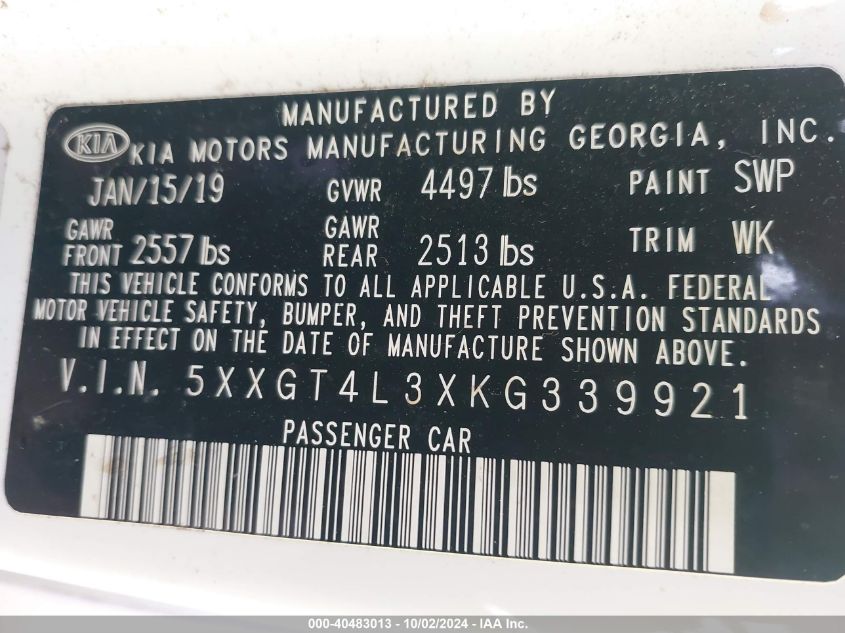 MANUFACTURED BY
KIA KIA MOTORS MANUFACTURING GEORGIA, INC.
JAN/15/19 GVWR 4497 lbs PAINT SWP
GAWR FRONT 2557 lbs GAWR REAR 2513 lbs TRIM WK
THIS VEHICLE CONFORMS TO ALL APPLICABLE U.S.A. FEDERAL
MOTOR VEHICLE SAFETY, BUMPER, AND THEFT PREVENTION STANDARDS
IN EFFECT ON THE DATE OF MANUFACTURE SHOWN ABOVE.
V.I.N. 5XXGT4L3XKG339921
PASSENGER CAR
000-40483013 - 10/02/2024 - IAA Inc.